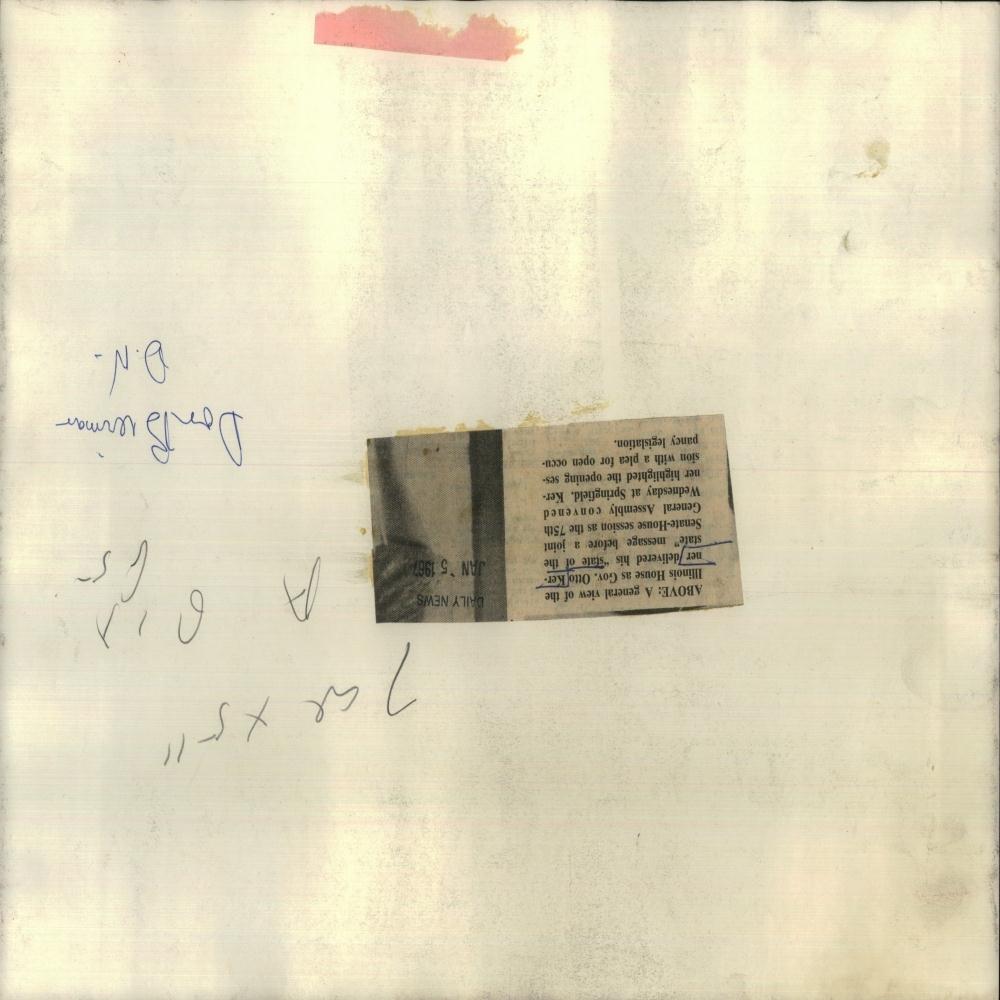 ABOVE: A general view of the
Illinois House as Gov. Otto Ker-
ner delivered his "state of the
state" message before a joint
Senate-House session as the 75th
General Assembly convened
Wednesday at Springfield. Ker-
ner highlighted the opening ses-
sion with a plea for open occu-
pancy legislation.
DAILY NEWS
JAN 5 1967
Don Bierman
D.N.
A